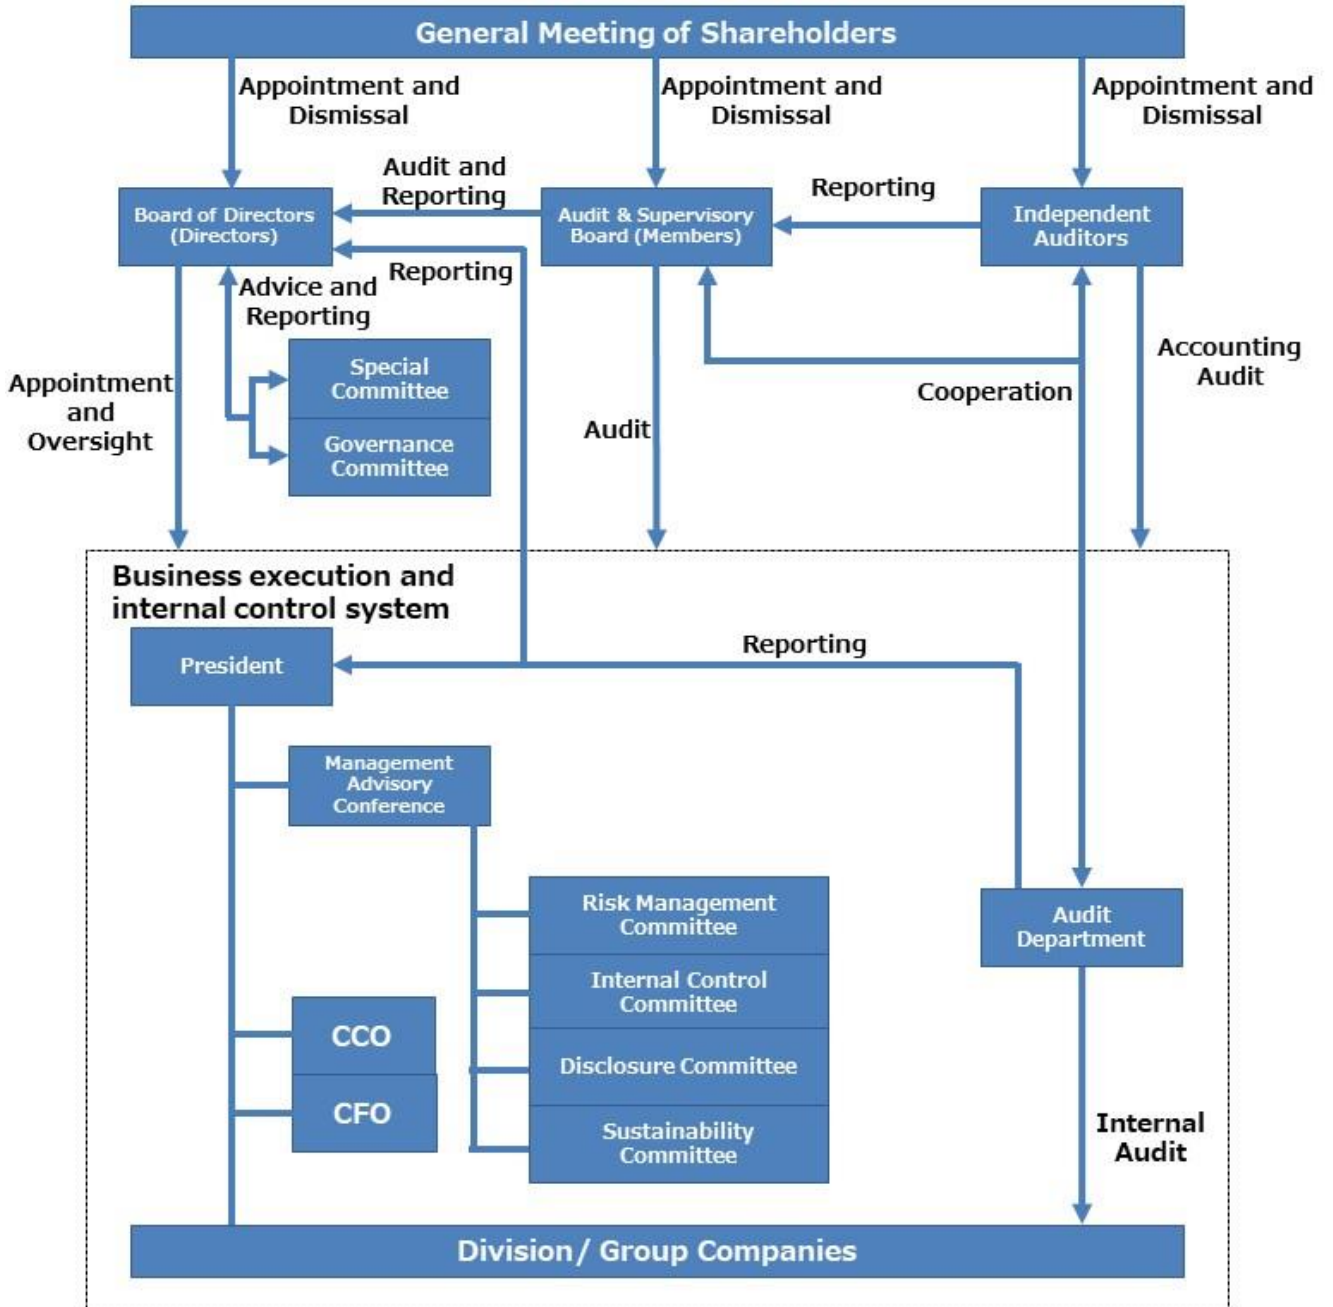 General Meeting of Shareholders
Appointment and
Dismissal
Appointment and
Dismissal
Appointment and
Dismissal
Audit and
Reporting
Reporting
Board of Directors
(Directors)
Audit & Supervisory
Board (Members)
Independent
Auditors
Reporting
Advice and
Reporting
Special
Committee
Governance
Committee
Appointment
and
Oversight
Audit
Cooperation
Accounting
Audit
Business execution and
internal control system
President
Reporting
Management
Advisory
Conference
Risk Management
Committee
Internal Control
Committee
Disclosure Committee
Sustainability
Committee
Audit
Department
CCO
CFO
Internal
Audit
Division/ Group Companies